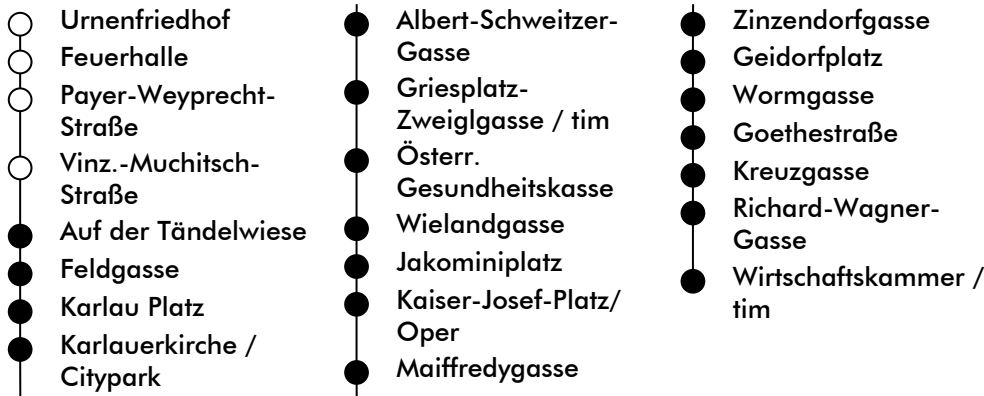 Urnenfriedhof
Feuerhalle
Payer-Weyprecht-
Straße
Vinz.-Muchitsch-
Straße
Auf der Tändelwiese
Feldgasse
Karlau Platz
Karlauerkirche /
Citypark
Albert-Schweitzer-
Gasse
Griesplatz-
Zweiglgasse / tim
Österr.
Gesundheitskasse
Wielandgasse
Jakominiplatz
Kaiser-Josef-Platz/
Oper
Maiffredygasse
Zinzendorfgasse
Geidorfplatz
Wormgasse
Goethestraße
Kreuzgasse
Richard-Wagner-
Gasse
Wirtschaftskammer /
tim